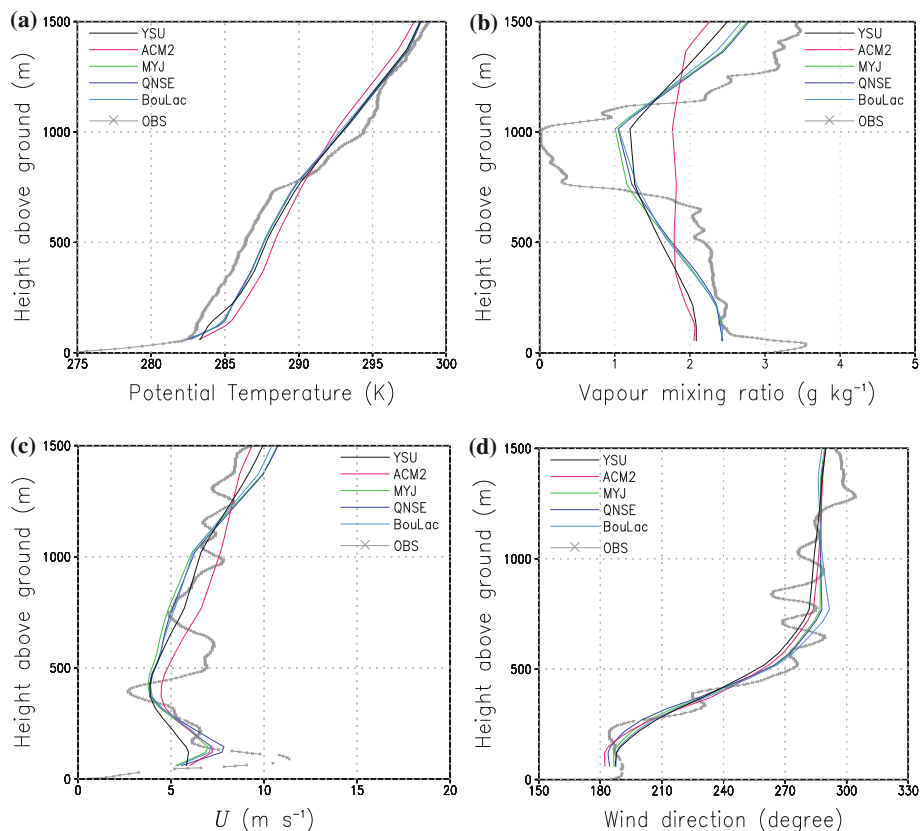 (a)
1500
1000
500
0
Height above ground (m)
YSU
ACM2
MYJ
QNSE
BouLac
OBS
275 280 285 290 295 300
Potential Temperature (K)
(b)
1500
1000
500
0
Height above ground (m)
YSU
ACM2
MYJ
QNSE
BouLac
OBS
0 1 2 3 4 5
Vapour mixing ratio (g kg⁻¹)
(c)
1500
1000
500
0
Height above ground (m)
YSU
ACM2
MYJ
QNSE
BouLac
OBS
0 5 10 15 20
U (m s⁻¹)
(d)
1500
1000
500
0
Height above ground (m)
YSU
ACM2
MYJ
QNSE
BouLac
OBS
150 180 210 240 270 300 330
Wind direction (degree)